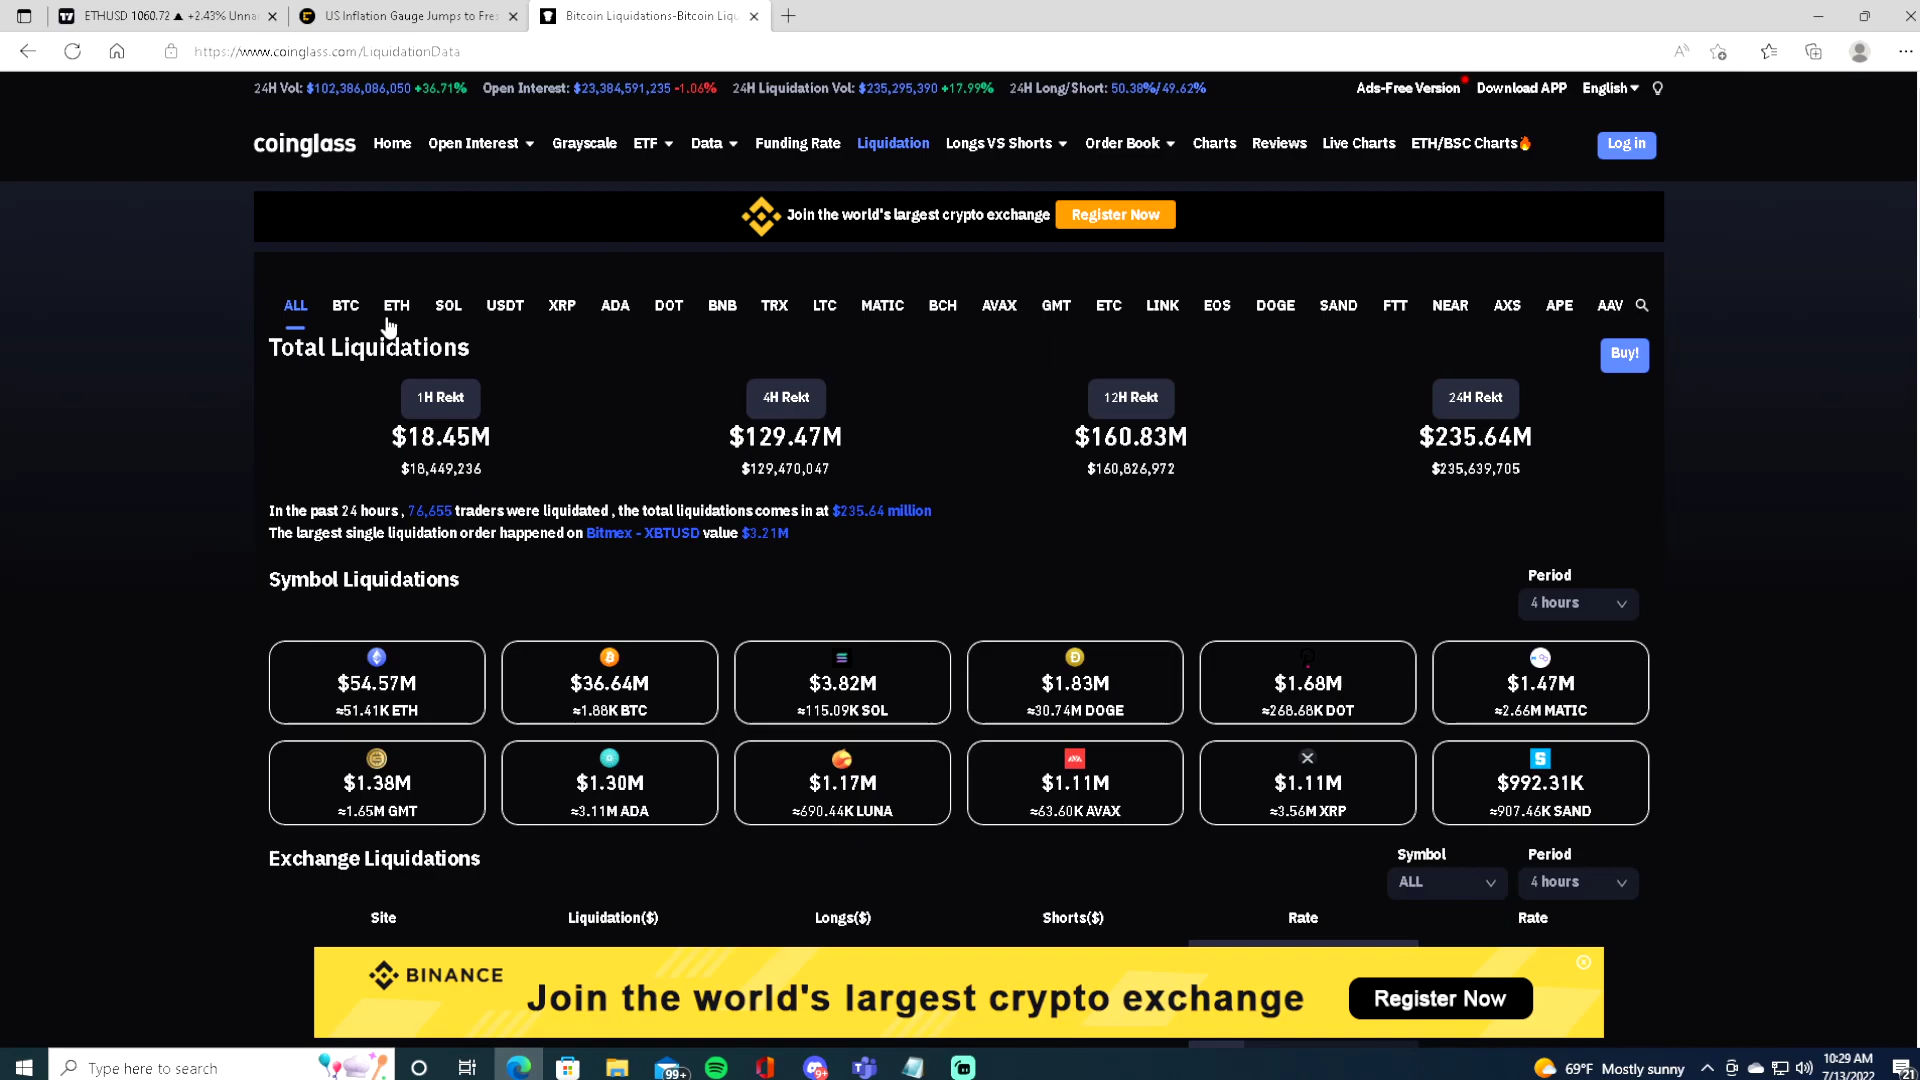 ETHUSD 1060.72 ▲ +2.43% Unna
US Inflation Gauge Jumps to Fres
Bitcoin Liquidations-Bitcoin Liqu
https://www.coinglass.com/LiquidationData
24H Vol: $102,386,086,050 +36.71% Open Interest: $23,384,591,235 -1.06% 24H Liquidation Vol: $235,295,390 +17.99% 24H Long/Short: 50.38%/49.62% Ads-Free Version Download APP English
coinglass Home Open Interest Grayscale ETF Data Funding Rate Liquidation Longs VS Shorts Order Book Charts Reviews Live Charts ETH/BSC Charts🔥 Log in
Join the world's largest crypto exchange Register Now
ALL BTC ETH SOL USDT XRP ADA DOT BNB TRX LTC MATIC BCH AVAX GMT ETC LINK EOS DOGE SAND FTT NEAR AXS APE AAV
Total Liquidations Buy!
1H Rekt 4H Rekt 12H Rekt 24H Rekt
$18.45M $129.47M $160.83M $235.64M
$18,449,236 $129,470,047 $160,826,972 $235,639,705
In the past 24 hours , 76,655 traders were liquidated , the total liquidations comes in at $235.64 million
The largest single liquidation order happened on Bitmex - XBTUSD value $3.21M
Symbol Liquidations Period
4 hours
$54.57M $36.64M $3.82M $1.83M $1.68M $1.47M
≈51.41K ETH ≈1.88K BTC ≈115.09K SOL ≈30.74M DOGE ≈268.68K DOT ≈2.66M MATIC
$1.38M $1.30M $1.17M $1.11M $1.11M $992.31K
≈1.65M GMT ≈3.11M ADA ≈690.44K LUNA ≈63.60K AVAX ≈3.56M XRP ≈907.46K SAND
Exchange Liquidations Symbol Period
ALL 4 hours
Site Liquidation($) Longs($) Shorts($) Rate Rate
BINANCE Join the world's largest crypto exchange Register Now
Type here to search 99+ 9+ 69°F Mostly sunny 10:29 AM
7/13/2022 21